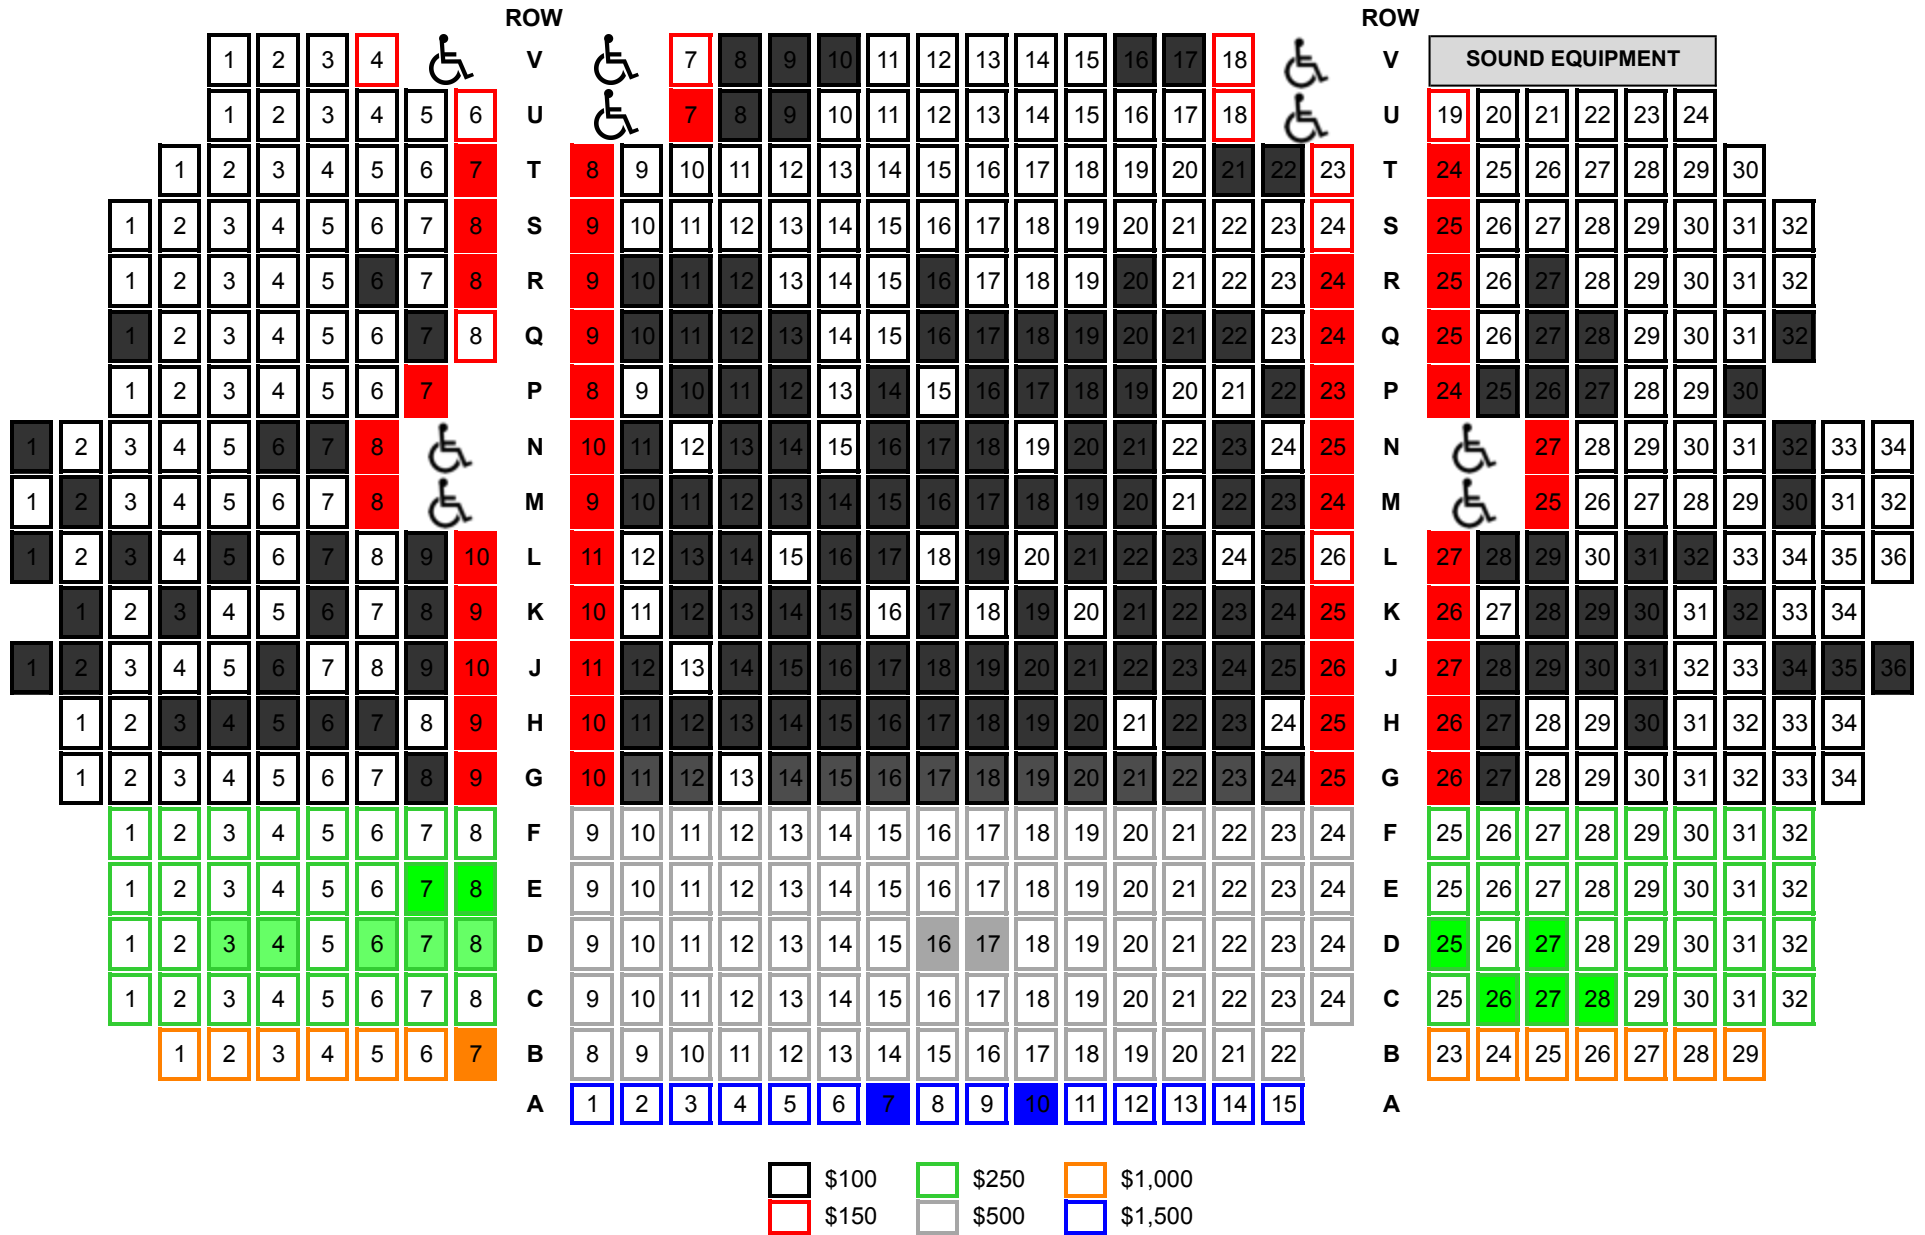 ROW ROW
1 2 3 4 V 7 8 9 10 11 12 13 14 15 16 17 18 V SOUND EQUIPMENT
1 2 3 4 5 6 U 7 8 9 10 11 12 13 14 15 16 17 18 U 19 20 21 22 23 24
1 2 3 4 5 6 7 T 8 9 10 11 12 13 14 15 16 17 18 19 20 21 22 23 T 24 25 26 27 28 29 30
1 2 3 4 5 6 7 8 S 9 10 11 12 13 14 15 16 17 18 19 20 21 22 23 24 S 25 26 27 28 29 30 31 32
1 2 3 4 5 6 7 8 R 9 10 11 12 13 14 15 16 17 18 19 20 21 22 23 24 R 25 26 27 28 29 30 31 32
1 2 3 4 5 6 7 8 Q 9 10 11 12 13 14 15 16 17 18 19 20 21 22 23 24 Q 25 26 27 28 29 30 31 32
1 2 3 4 5 6 7 P 8 9 10 11 12 13 14 15 16 17 18 19 20 21 22 23 P 24 25 26 27 28 29 30
1 2 3 4 5 6 7 8 N 10 11 12 13 14 15 16 17 18 19 20 21 22 23 24 25 N 27 28 29 30 31 32 33 34
1 2 3 4 5 6 7 8 M 9 10 11 12 13 14 15 16 17 18 19 20 21 22 23 24 M 25 26 27 28 29 30 31 32
1 2 3 4 5 6 7 8 9 10 L 11 12 13 14 15 16 17 18 19 20 21 22 23 24 25 26 L 27 28 29 30 31 32 33 34 35 36
1 2 3 4 5 6 7 8 9 K 10 11 12 13 14 15 16 17 18 19 20 21 22 23 24 25 K 26 27 28 29 30 31 32 33 34
1 2 3 4 5 6 7 8 9 10 J 11 12 13 14 15 16 17 18 19 20 21 22 23 24 25 26 J 27 28 29 30 31 32 33 34 35 36
1 2 3 4 5 6 7 8 9 H 10 11 12 13 14 15 16 17 18 19 20 21 22 23 24 25 H 26 27 28 29 30 31 32 33 34
1 2 3 4 5 6 7 8 9 G 10 11 12 13 14 15 16 17 18 19 20 21 22 23 24 25 G 26 27 28 29 30 31 32 33 34
1 2 3 4 5 6 7 8 F 9 10 11 12 13 14 15 16 17 18 19 20 21 22 23 24 F 25 26 27 28 29 30 31 32
1 2 3 4 5 6 7 8 E 9 10 11 12 13 14 15 16 17 18 19 20 21 22 23 24 E 25 26 27 28 29 30 31 32
1 2 3 4 5 6 7 8 D 9 10 11 12 13 14 15 16 17 18 19 20 21 22 23 24 D 25 26 27 28 29 30 31 32
1 2 3 4 5 6 7 8 C 9 10 11 12 13 14 15 16 17 18 19 20 21 22 23 24 C 25 26 27 28 29 30 31 32
1 2 3 4 5 6 7 B 8 9 10 11 12 13 14 15 16 17 18 19 20 21 22 B 23 24 25 26 27 28 29
A 1 2 3 4 5 6 7 8 9 10 11 12 13 14 15 A
$100 $250 $1,000
$150 $500 $1,500